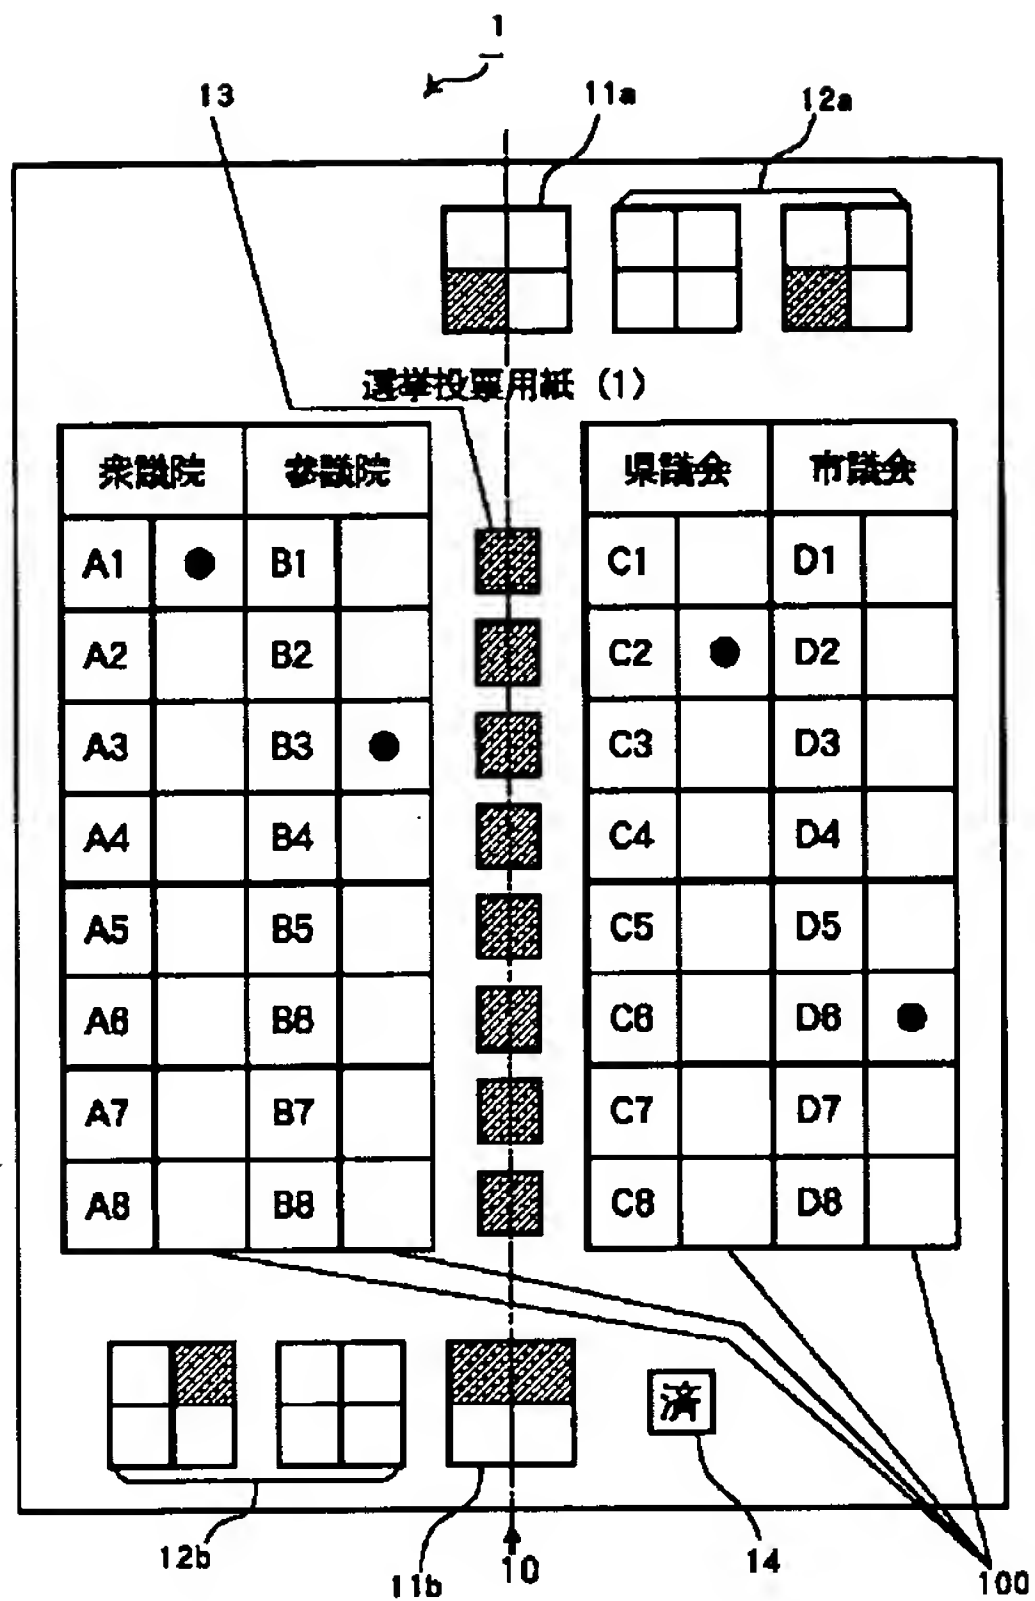 1
13
11a
12a
選挙投票用紙（1）
衆議院 参議院 県議会 市議会
A1 B1 C1 D1
A2 B2 C2 D2
A3 B3 C3 D3
A4 B4 C4 D4
A5 B5 C5 D5
A6 B6 C6 D6
A7 B7 C7 D7
A8 B8 C8 D8
済
12b
11b
10
14
100